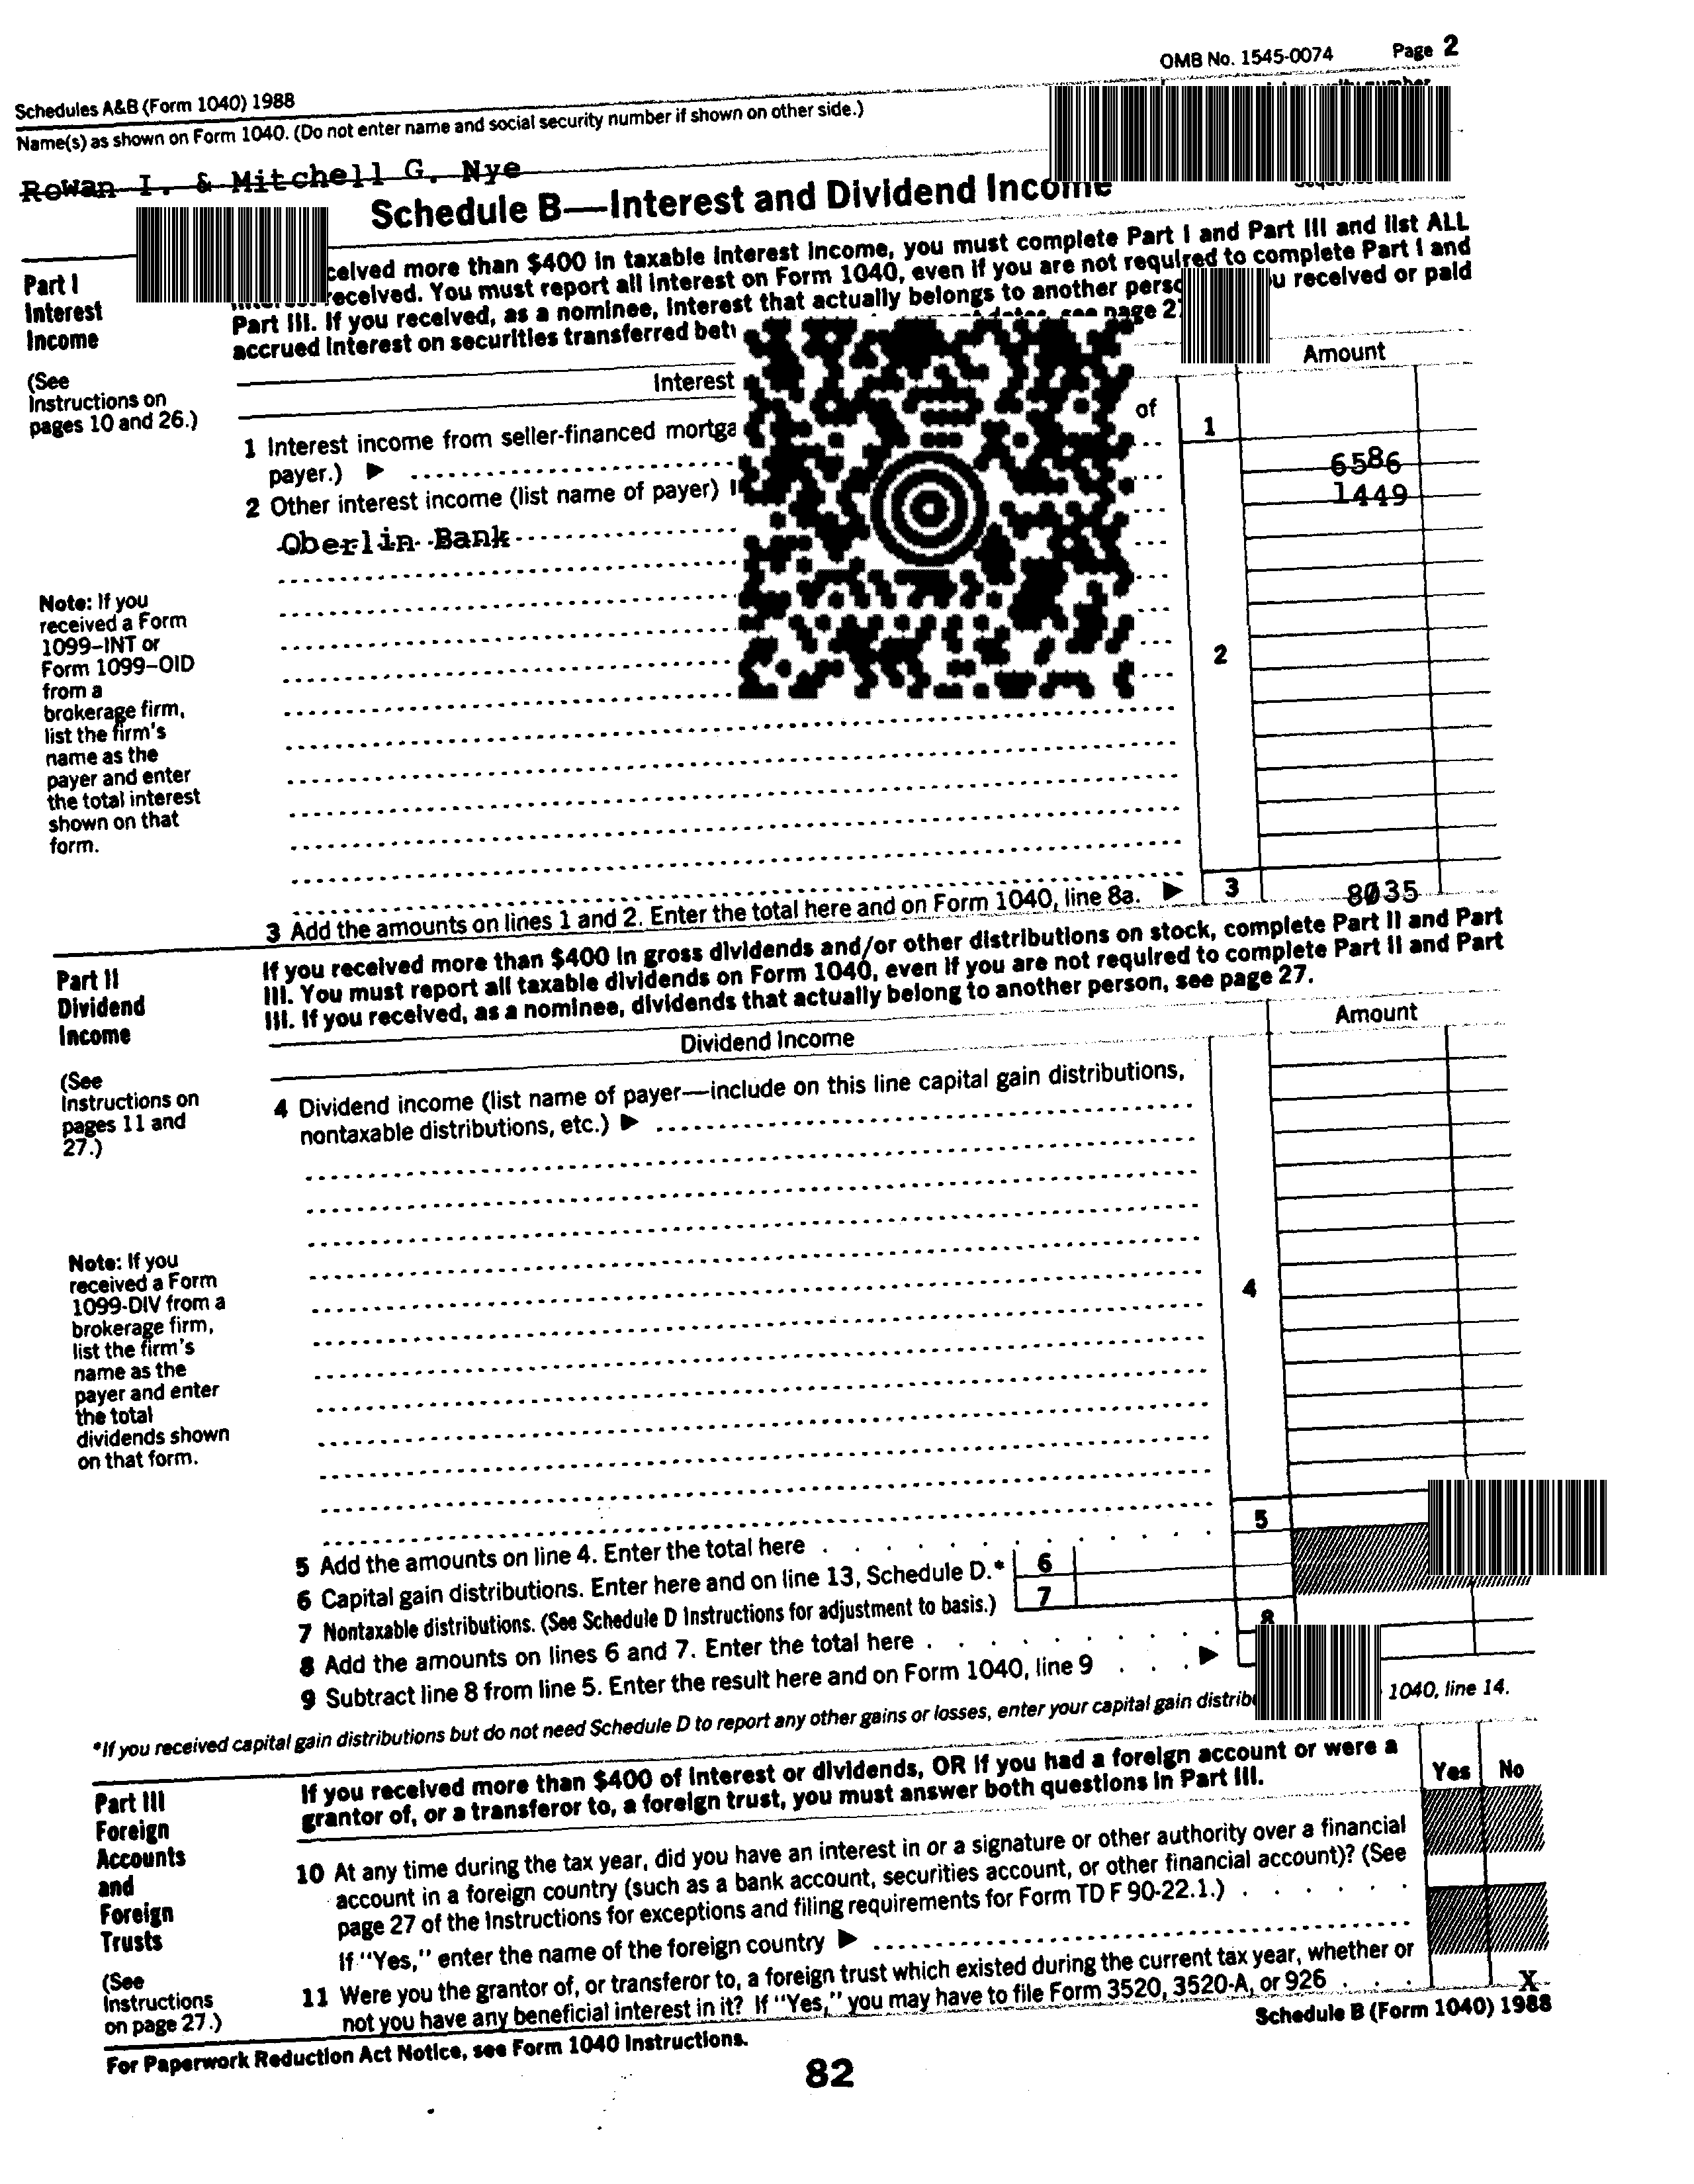 OMB No. 1545-0074 Page 2
Schedules A&B (Form 1040) 1988
Name(s) as shown on Form 1040. (Do not enter name and social security number if shown on other side.)
Rowan I. & Mitchell G. Nye
Schedule B—Interest and Dividend Income
Part I
Interest
Income
(See
Instructions on
pages 10 and 26.)
ceived more than $400 in taxable interest income, you must complete Part I and Part III and list ALL
received. You must report all interest on Form 1040, even if you are not required to complete Part I and
Part III. If you received, as a nominee, interest that actually belongs to another u received or paid
accrued interest on securities transferred see page
Interest
Amount
1 Interest income from seller-financed of
payer.) ▶
1
2 Other interest income (list name of payer)
6586
Oberlin Bank
1449
Note: If you
received a Form
1099–INT or
Form 1099–OID
from a
brokerage firm,
list the firm's
name as the
payer and enter
the total interest
shown on that
form.
2
3 Add the amounts on lines 1 and 2. Enter the total here and on Form 1040, line 8a. ▶ 3 8035
Part II
Dividend
Income
(See
Instructions on
pages 11 and
27.)
If you received more than $400 in gross dividends and/or other distributions on stock, complete Part II and Part
III. You must report all taxable dividends on Form 1040, even if you are not required to complete Part II and Part
III. If you received, as a nominee, dividends that actually belong to another person, see page 27.
Dividend Income
Amount
4 Dividend income (list name of payer—include on this line capital gain distributions,
nontaxable distributions, etc.) ▶
Note: If you
received a Form
1099-DIV from a
brokerage firm,
list the firm's
name as the
payer and enter
the total
dividends shown
on that form.
4
5 Add the amounts on line 4. Enter the total here 5
6 Capital gain distributions. Enter here and on line 13, Schedule D.* 6
7 Nontaxable distributions. (See Schedule D Instructions for adjustment to basis.) 7
8 Add the amounts on lines 6 and 7. Enter the total here 8
9 Subtract line 8 from line 5. Enter the result here and on Form 1040, line 9 ▶
*If you received capital gain distributions but do not need Schedule D to report any other gains or losses, enter your capital gain 1040, line 14.
Part III
Foreign
Accounts
and
Foreign
Trusts
(See
Instructions
on page 27.)
If you received more than $400 of interest or dividends, OR if you had a foreign account or were a
grantor of, or a transferor to, a foreign trust, you must answer both questions in Part III.
Yes No
10 At any time during the tax year, did you have an interest in or a signature or other authority over a financial
account in a foreign country (such as a bank account, securities account, or other financial account)? (See
page 27 of the Instructions for exceptions and filing requirements for Form TD F 90-22.1.)
If "Yes," enter the name of the foreign country ▶
11 Were you the grantor of, or transferor to, a foreign trust which existed during the current tax year, whether or
not you have any beneficial interest in it? If "Yes," you may have to file Form 3520, 3520-A, or 926 X
For Paperwork Reduction Act Notice, see Form 1040 Instructions.
Schedule B (Form 1040) 1988
82